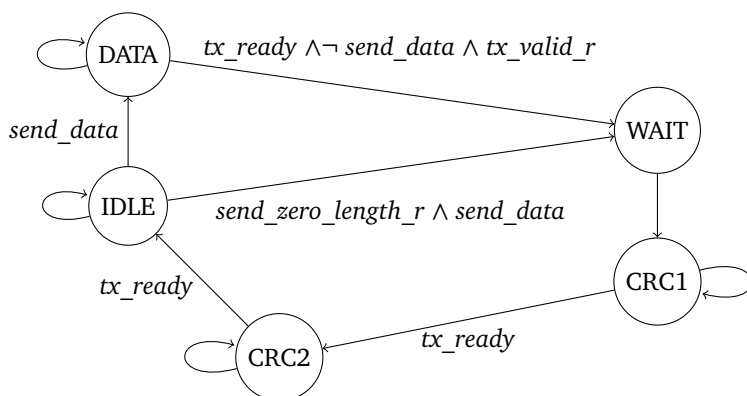 DATA
tx_ready ∧¬ send_data ∧ tx_valid_r
WAIT
send_data
IDLE
send_zero_length_r ∧ send_data
CRC1
tx_ready
tx_ready
CRC2